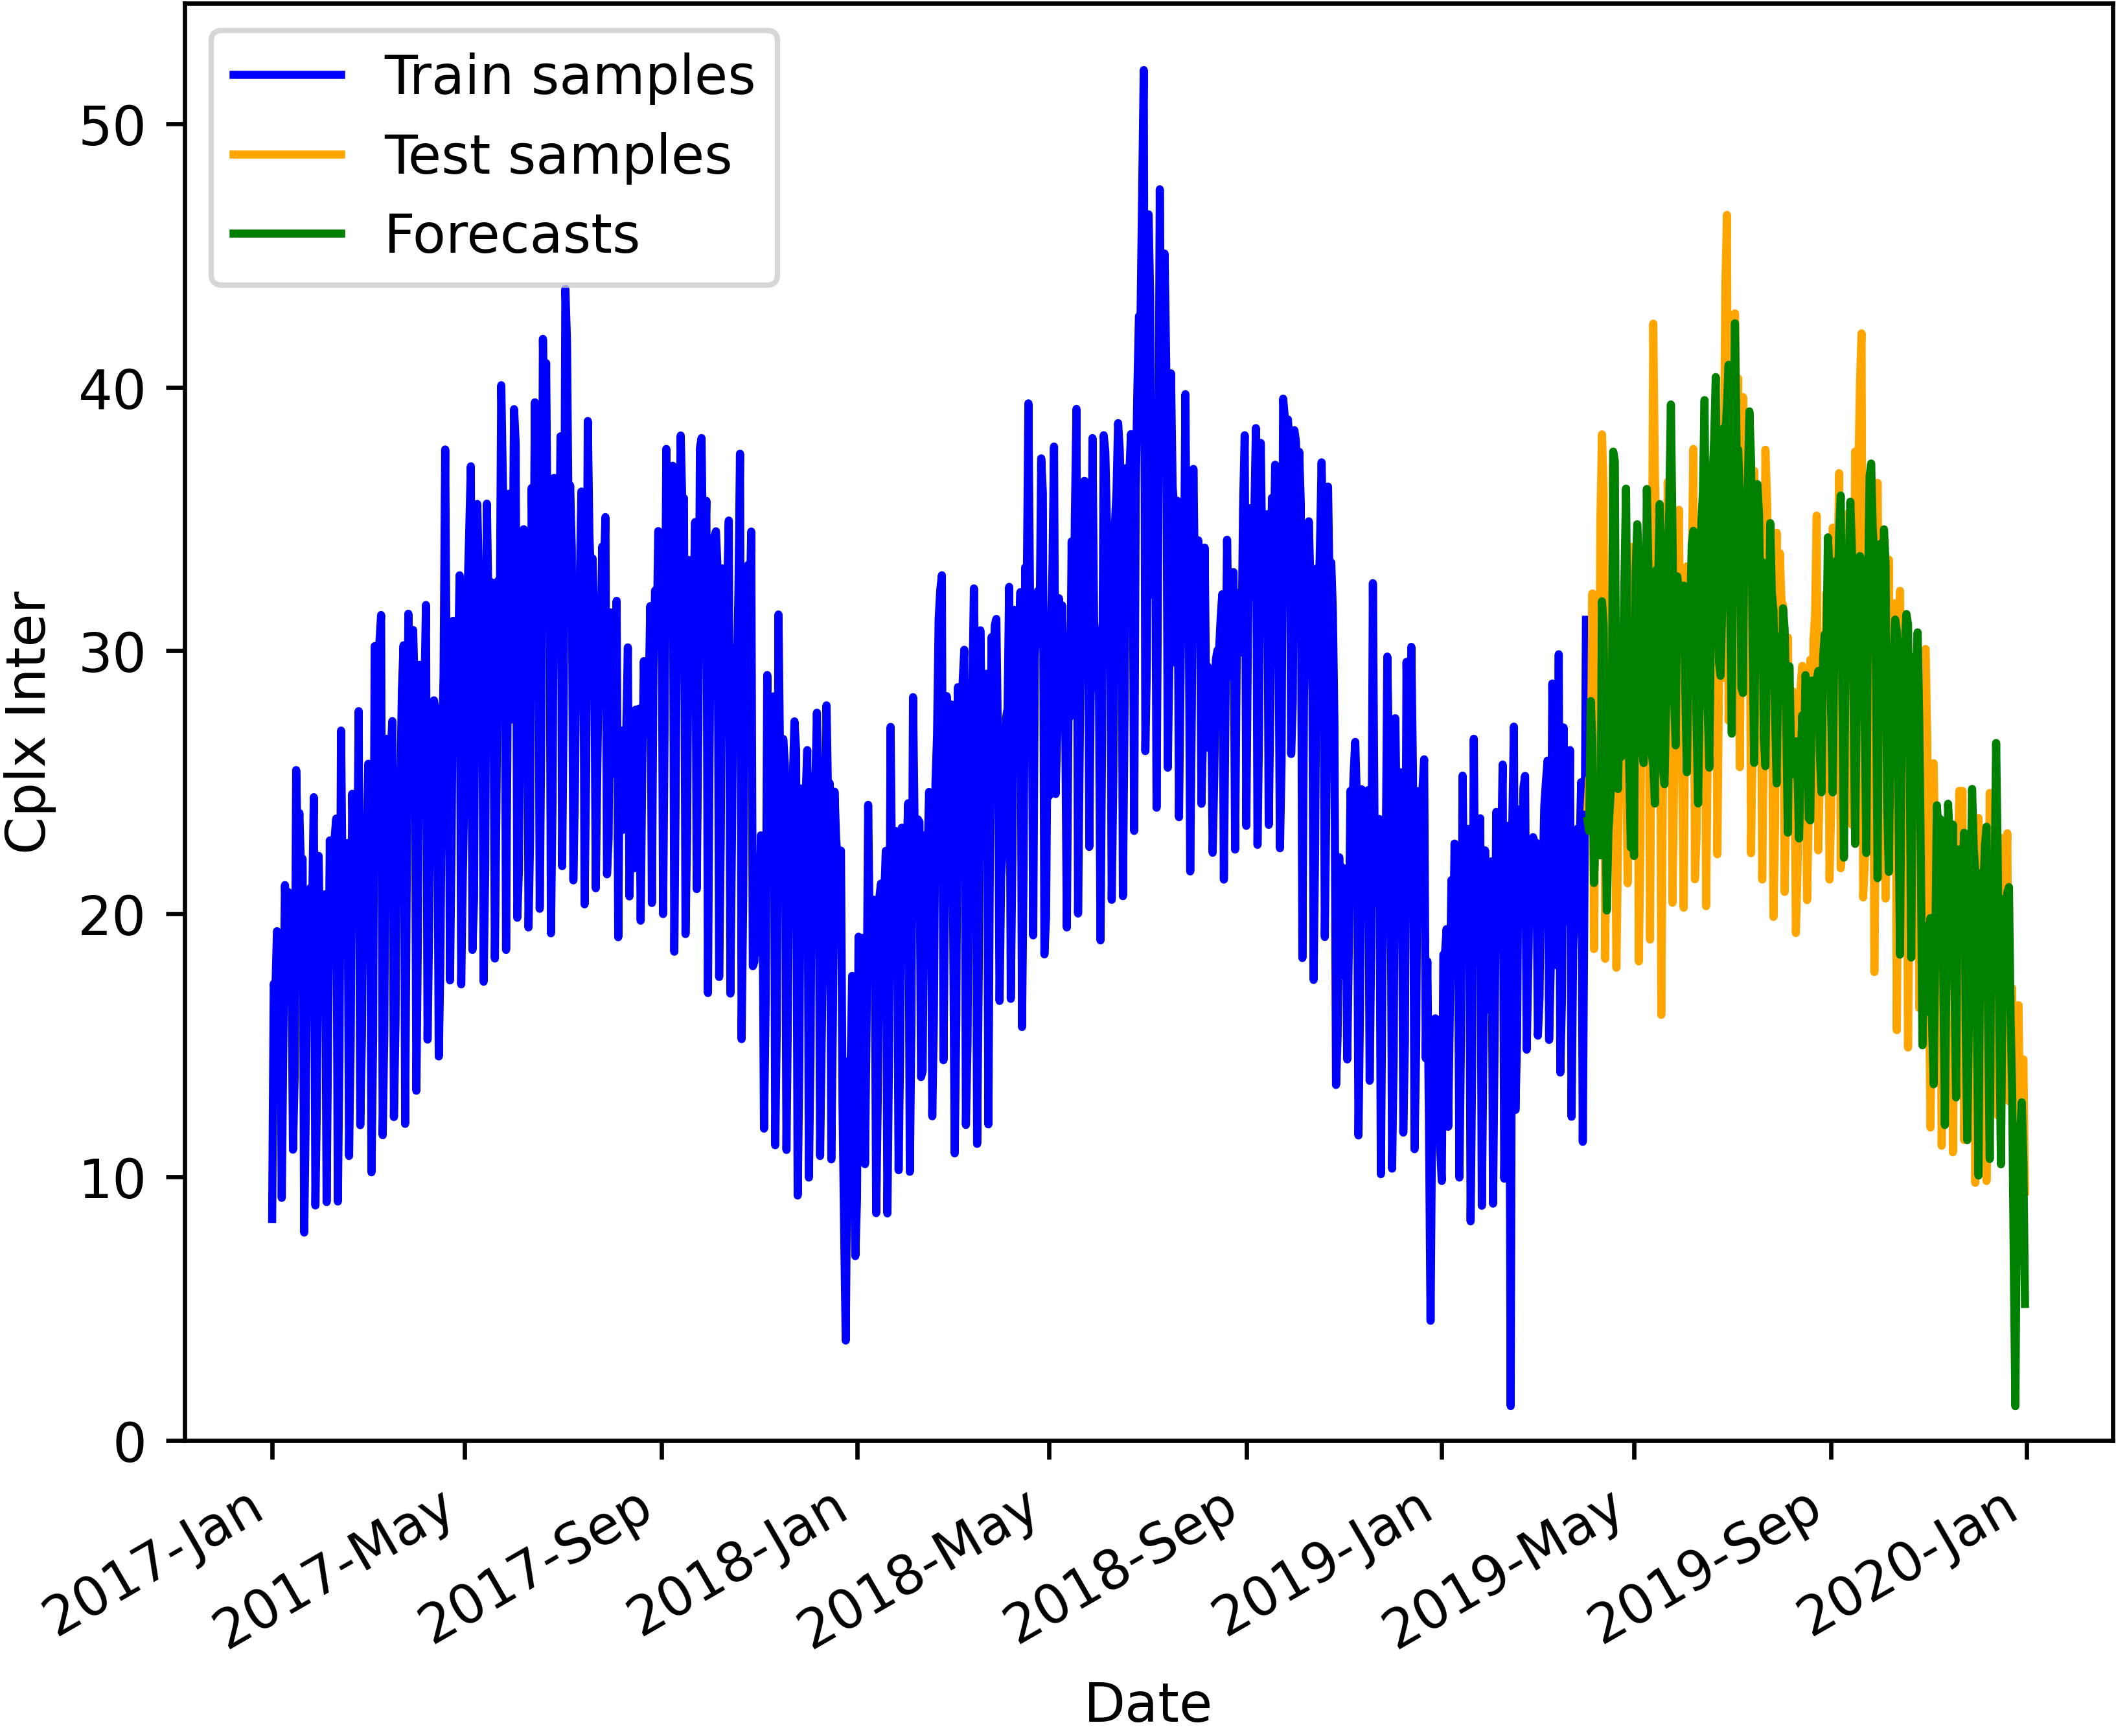 Train samples
Test samples
Forecasts
50
40
30
20
10
0
Cplx Inter
2017-Jan
2017-May
2017-Sep
2018-Jan
2018-May
2018-Sep
2019-Jan
2019-May
2019-Sep
2020-Jan
Date